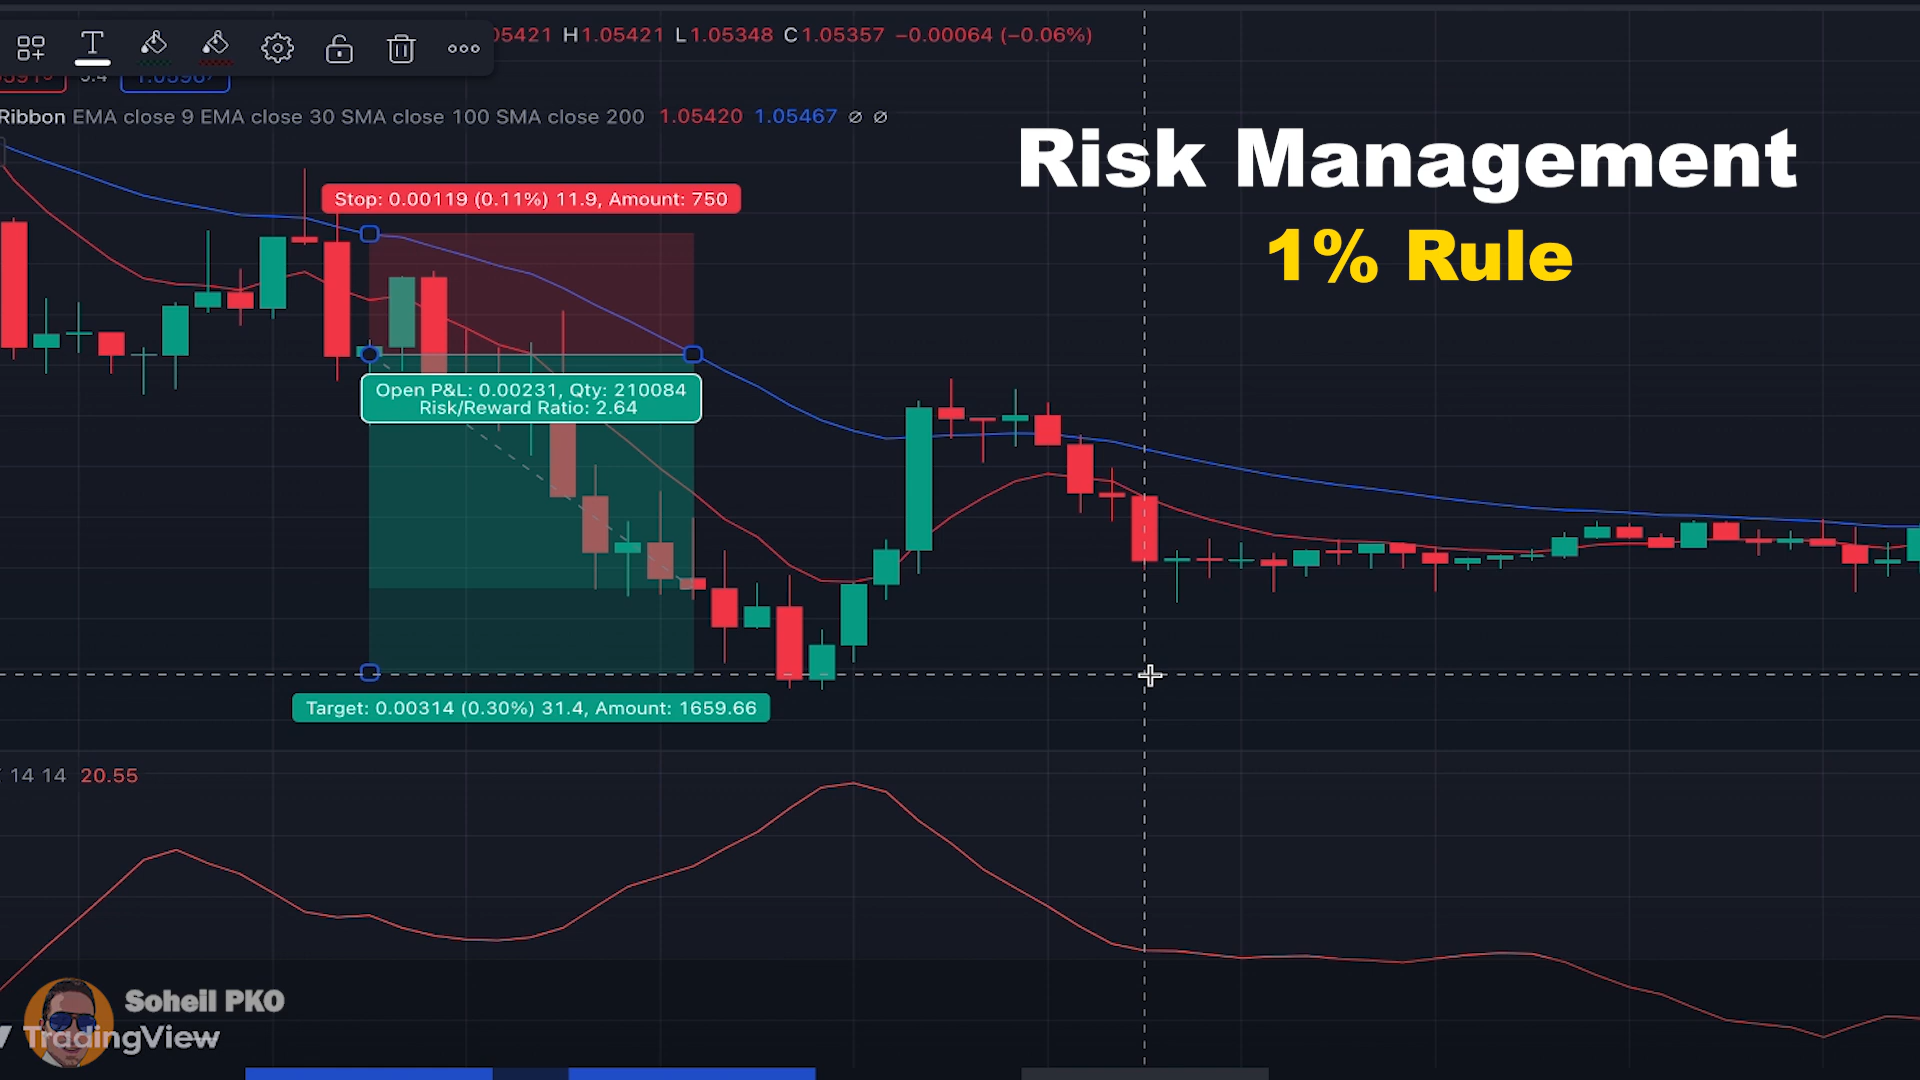 05421 H1.05421 L1.05348 C1.05357 −0.00064 (−0.06%)
Ribbon EMA close 9 EMA close 30 SMA close 100 SMA close 200 1.05420 1.05467 ∅ ∅
Risk Management
1% Rule
Stop: 0.00119 (0.11%) 11.9, Amount: 750
Open P&L: 0.00231, Qty: 210084
Risk/Reward Ratio: 2.64
Target: 0.00314 (0.30%) 31.4, Amount: 1659.66
14 14 20.55
Soheil PKO
TradingView